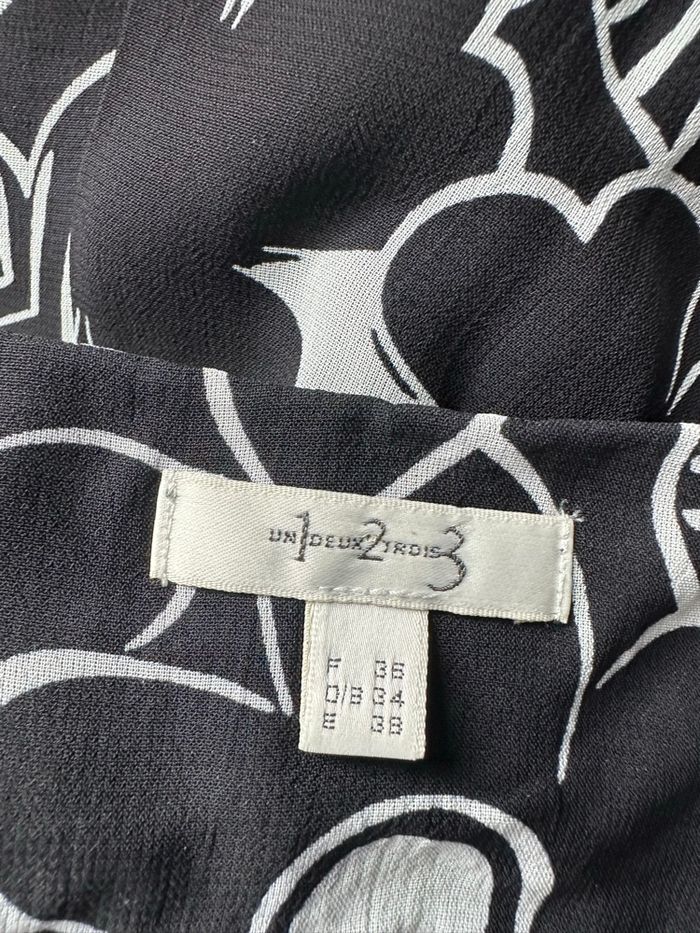 UN1DEUX2TROIS3
F 36
D/B 34
E 38